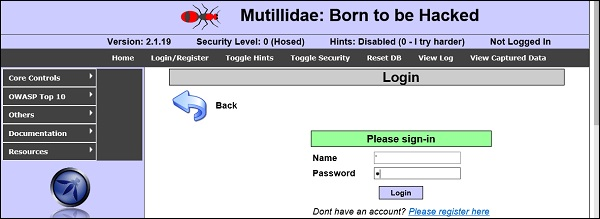 Mutillidae: Born to be Hacked
Version: 2.1.19 Security Level: 0 (Hosed) Hints: Disabled (0 - I try harder) Not Logged In
Home Login/Register Toggle Hints Toggle Security Reset DB View Log View Captured Data
Core Controls
OWASP Top 10
Others
Documentation
Resources
Login
Back
Please sign-in
Name '
Password •
Login
Dont have an account? Please register here